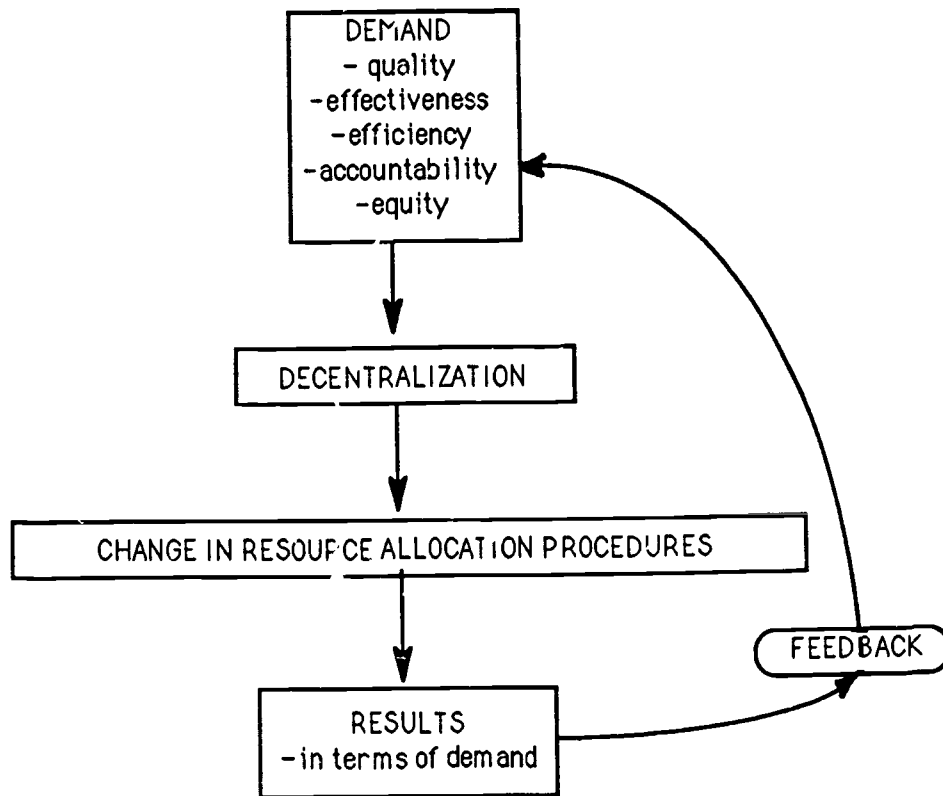 DEMAND
- quality
-effectiveness
-efficiency
-accountability
-equity
DECENTRALIZATION
CHANGE IN RESOURCE ALLOCATION PROCEDURES
FEEDBACK
RESULTS
-in terms of demand